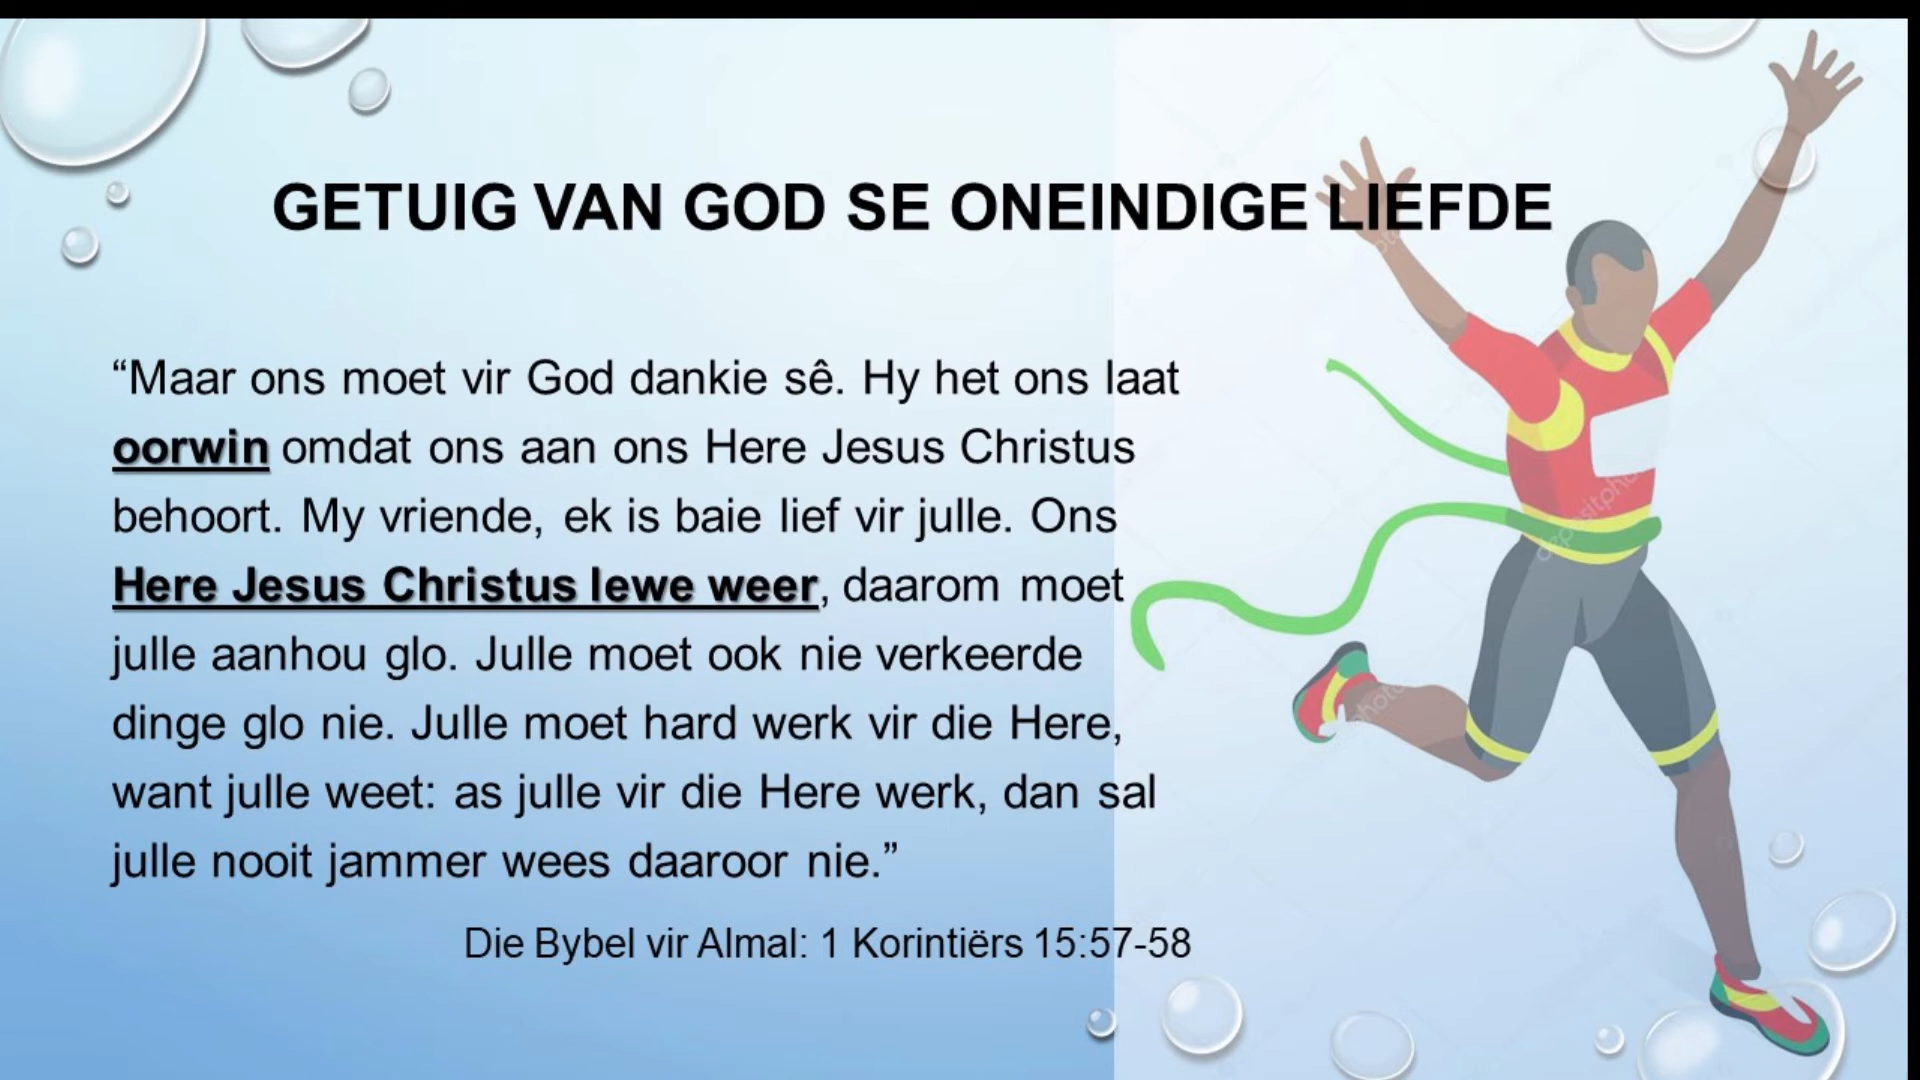 GETUIG VAN GOD SE ONEINDIGE LIEFDE
“Maar ons moet vir God dankie sê. Hy het ons laat
oorwin omdat ons aan ons Here Jesus Christus
behoort. My vriende, ek is baie lief vir julle. Ons
Here Jesus Christus lewe weer, daarom moet
julle aanhou glo. Julle moet ook nie verkeerde
dinge glo nie. Julle moet hard werk vir die Here,
want julle weet: as julle vir die Here werk, dan sal
julle nooit jammer wees daaroor nie.”
Die Bybel vir Almal: 1 Korintiërs 15:57-58